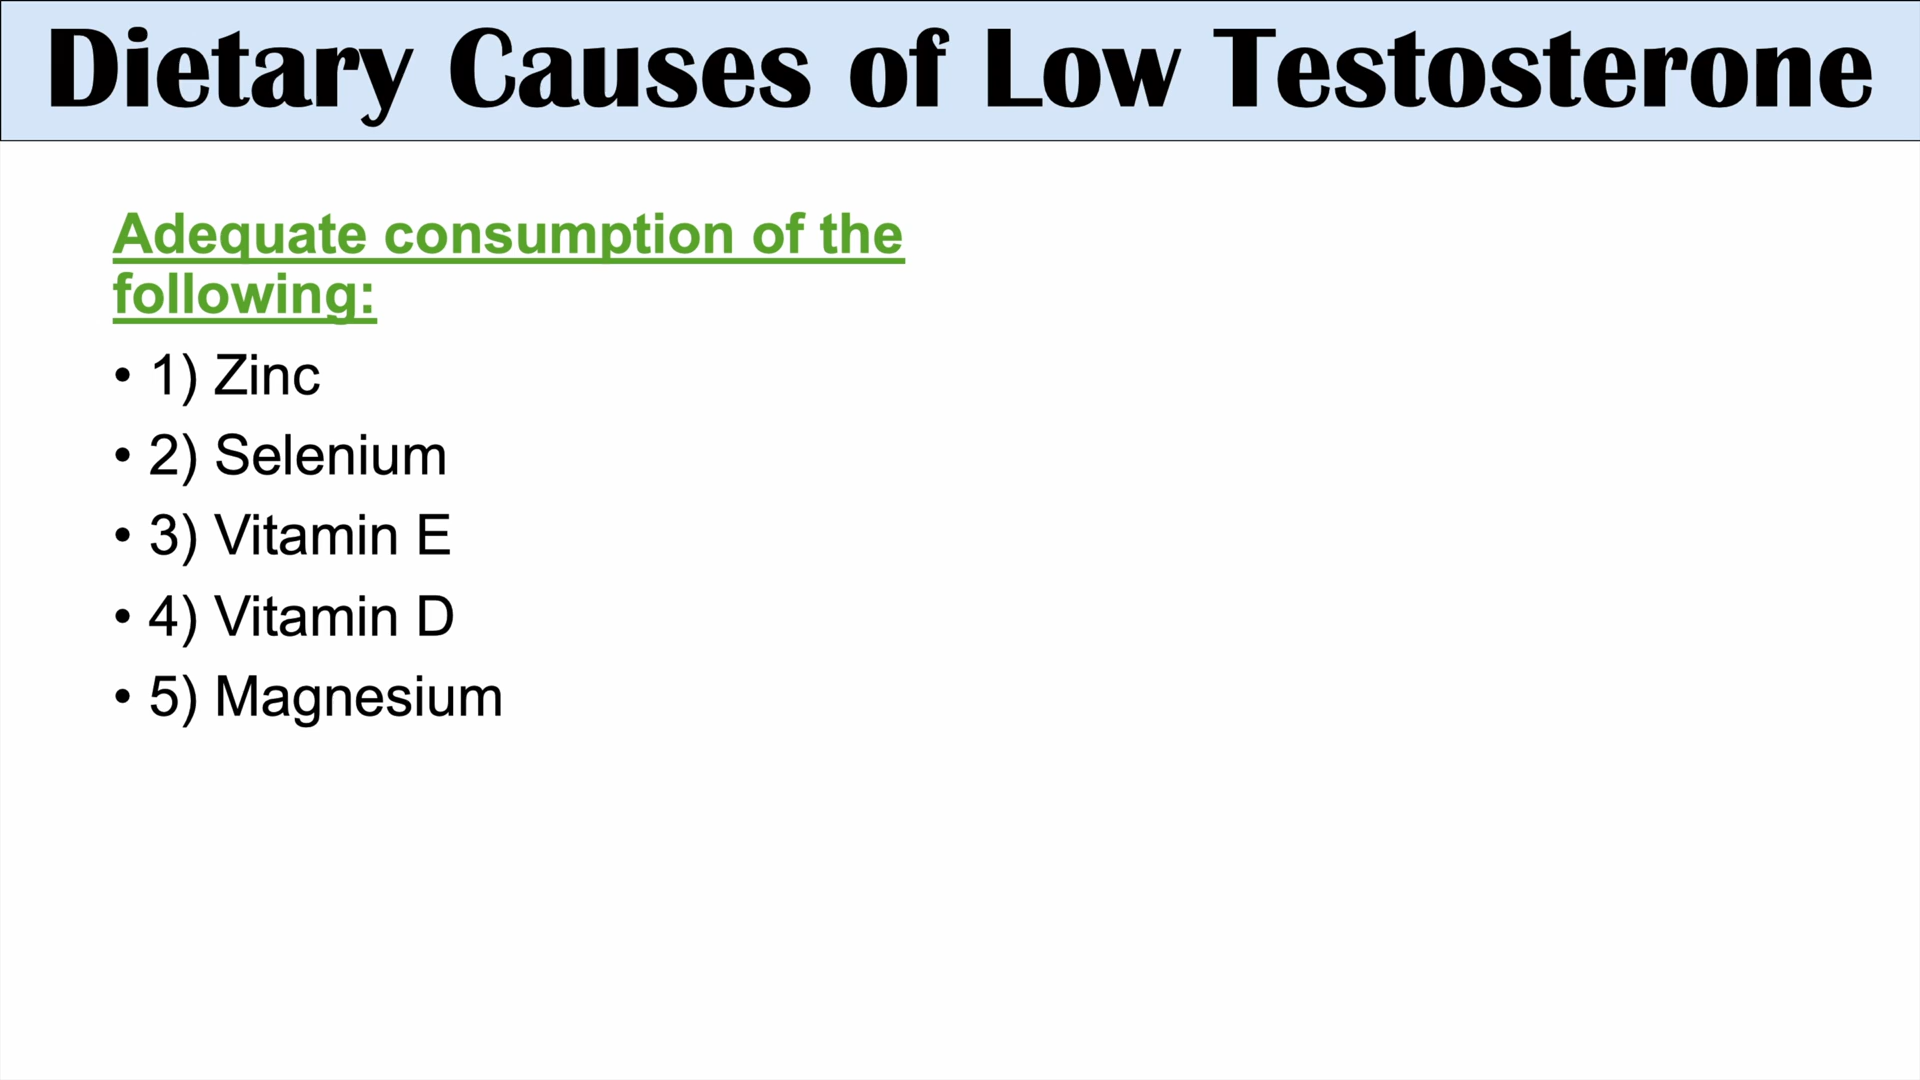 Dietary Causes of Low Testosterone
Adequate consumption of the
following:
• 1) Zinc
• 2) Selenium
• 3) Vitamin E
• 4) Vitamin D
• 5) Magnesium